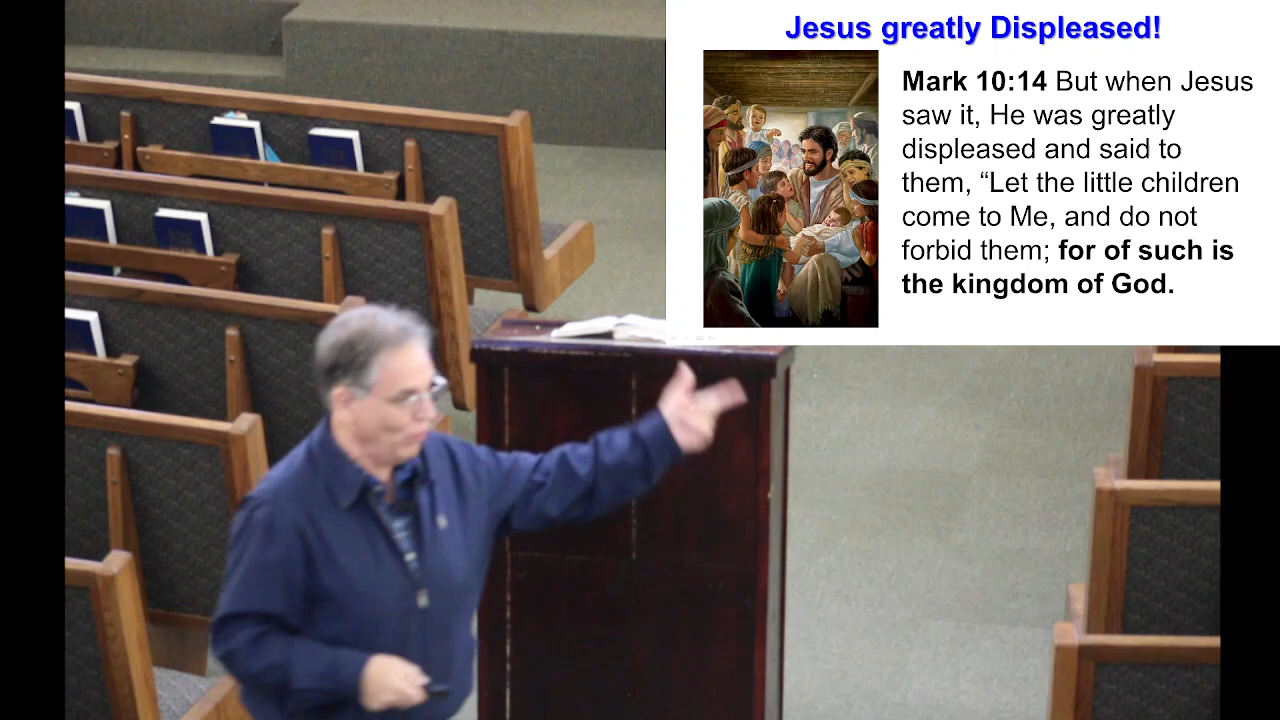 Jesus greatly Displeased!
Mark 10:14 But when Jesus
saw it, He was greatly
displeased and said to
them, “Let the little children
come to Me, and do not
forbid them; for of such is
the kingdom of God.